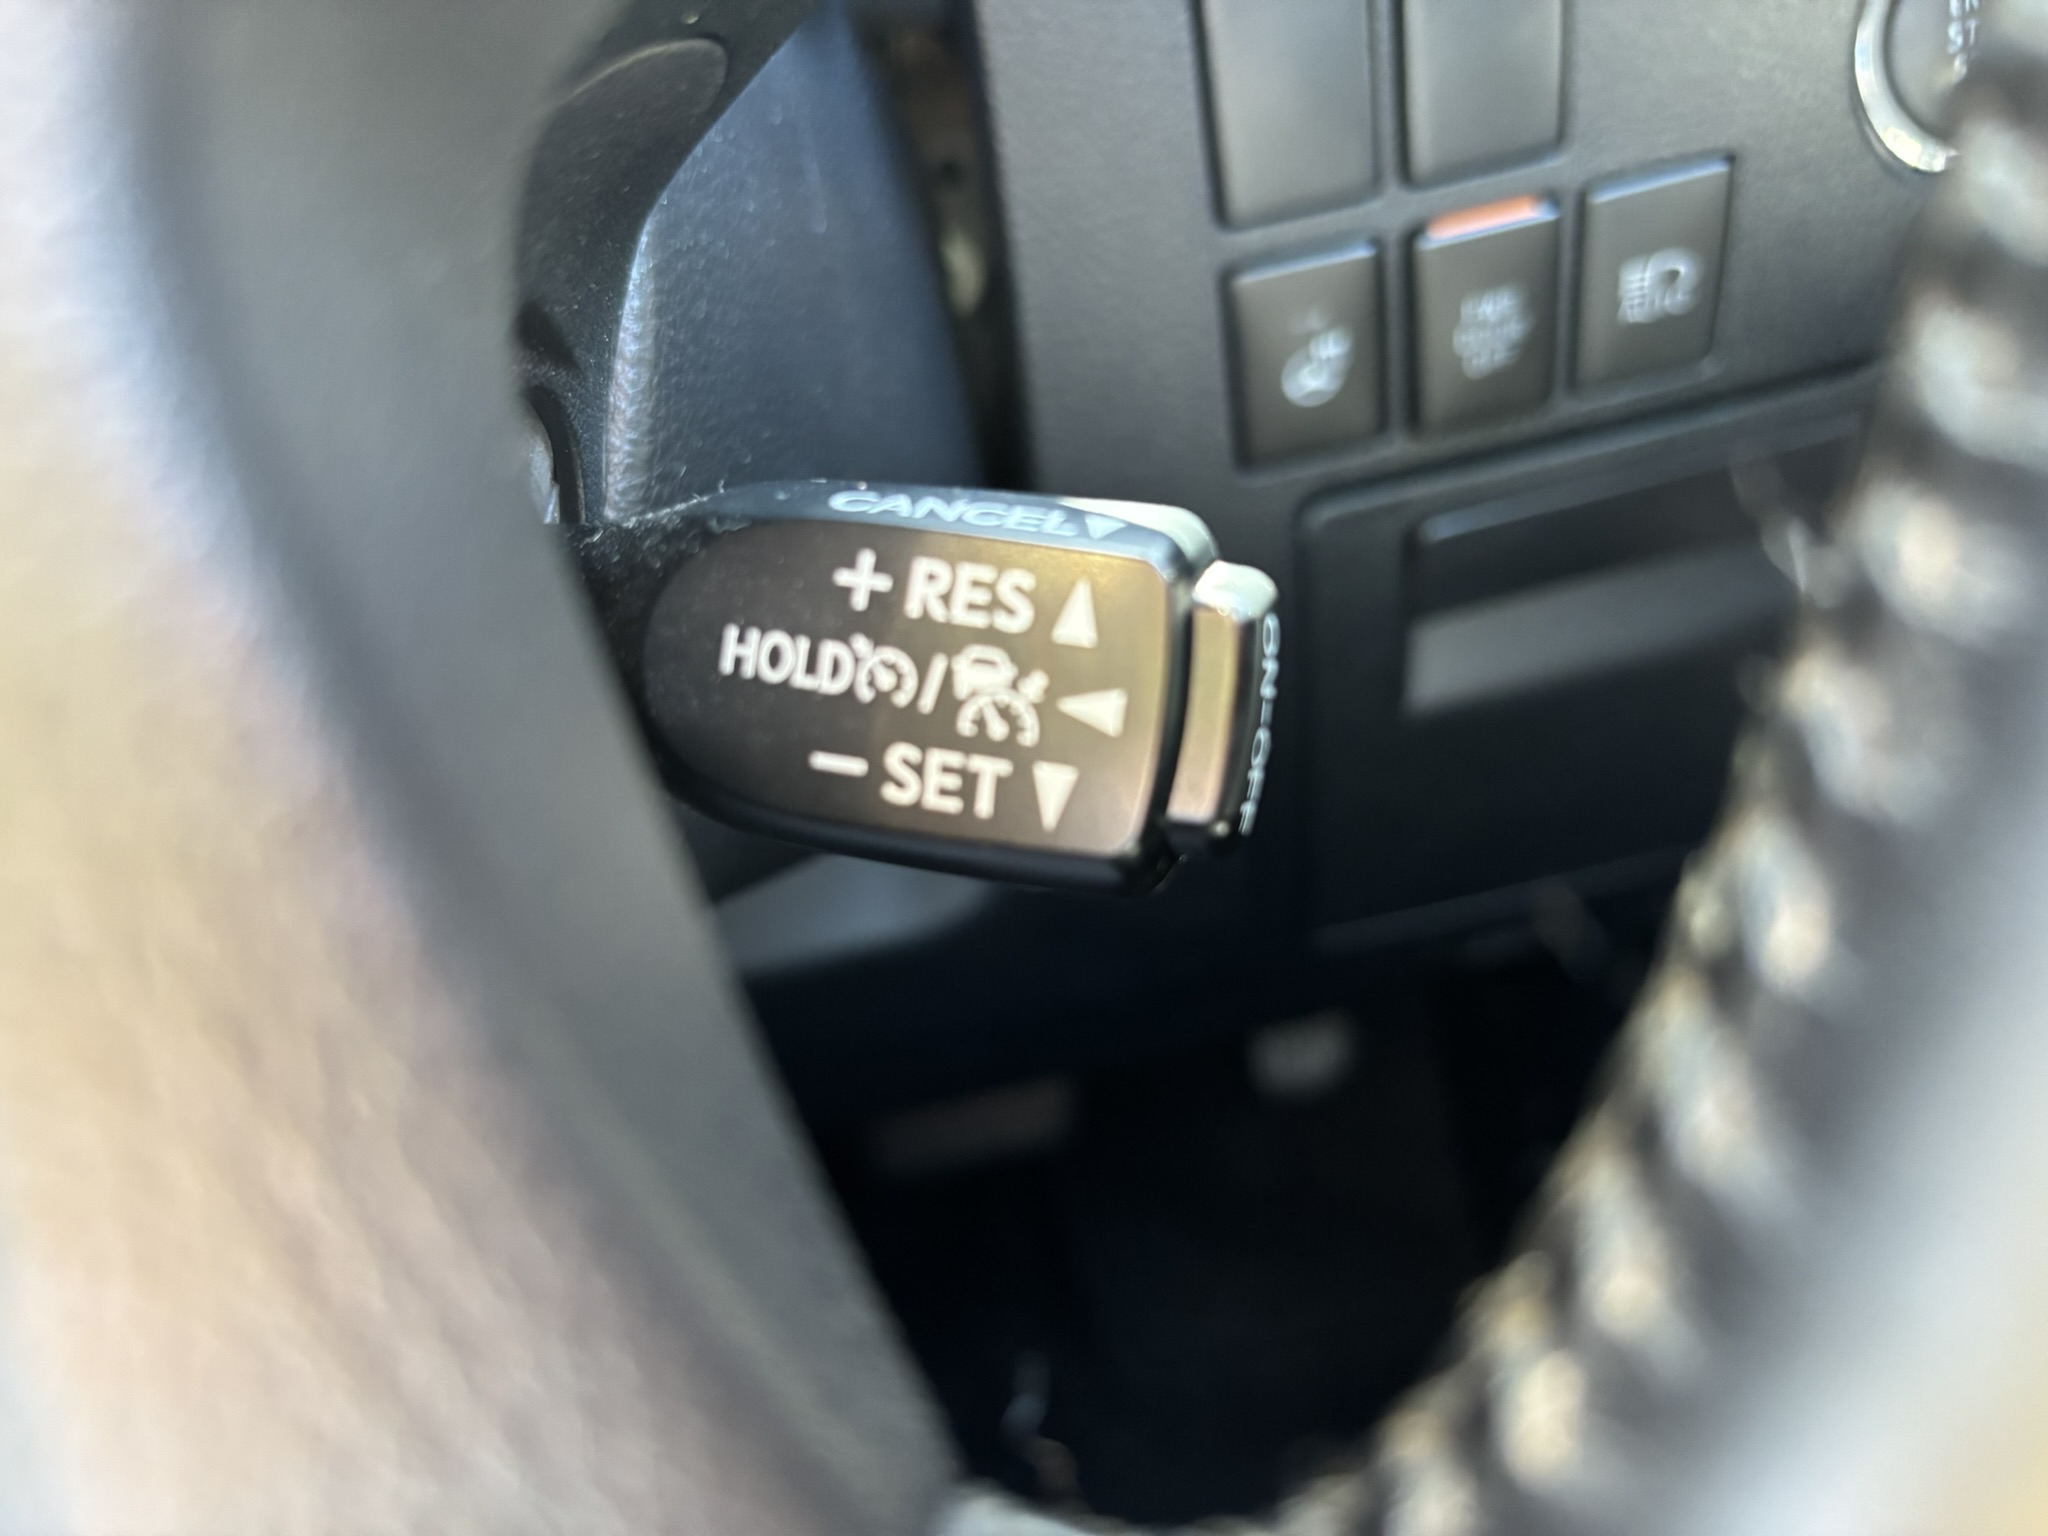 CANCEL▼
+ RES ▲
HOLD / ◀
− SET ▼
ON-OFF